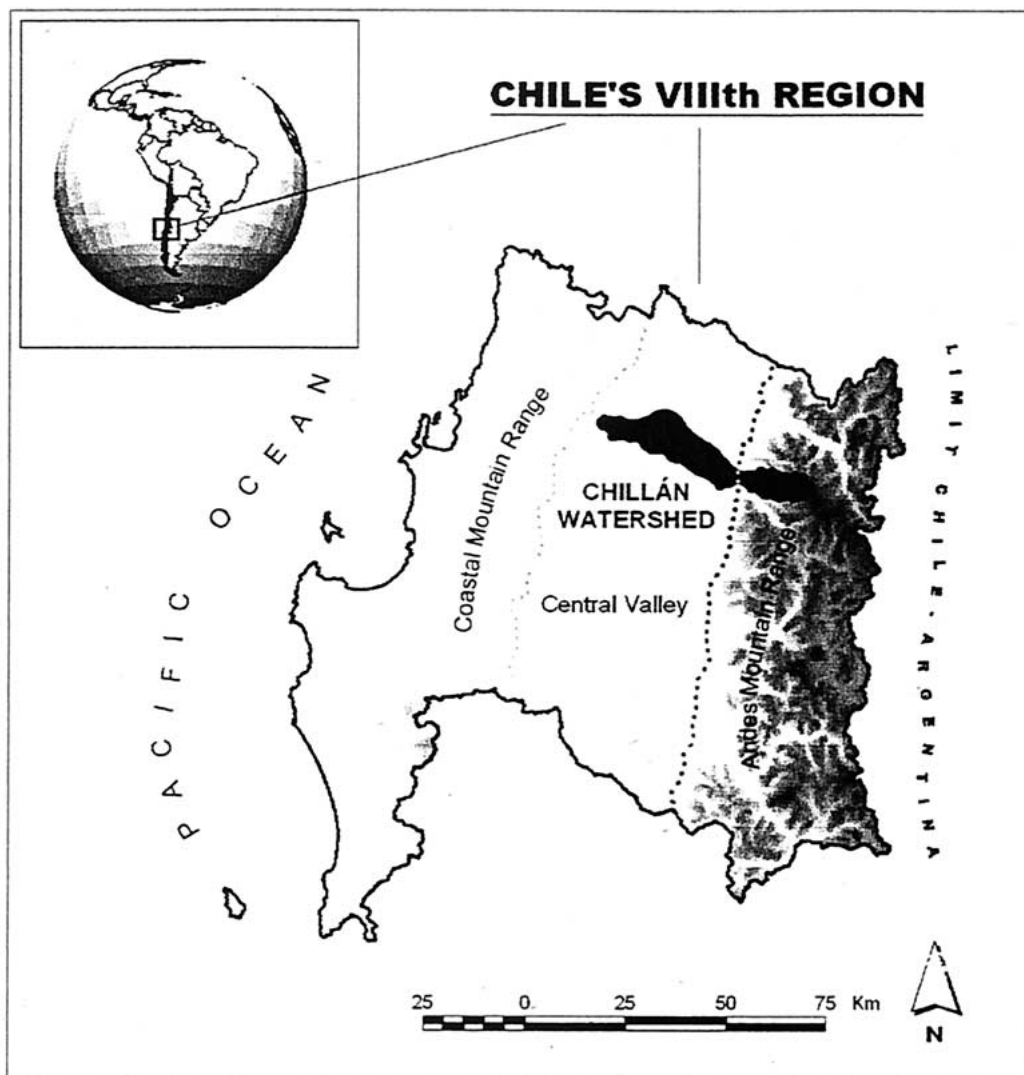 CHILE'S VIIIth REGION
PACIFIC OCEAN
LIMIT CHILE-ARGENTINA
Coastal Mountain Range
CHILLÁN
WATERSHED
Central Valley
Andes Mountain Range
25 0 25 50 75 Km
N